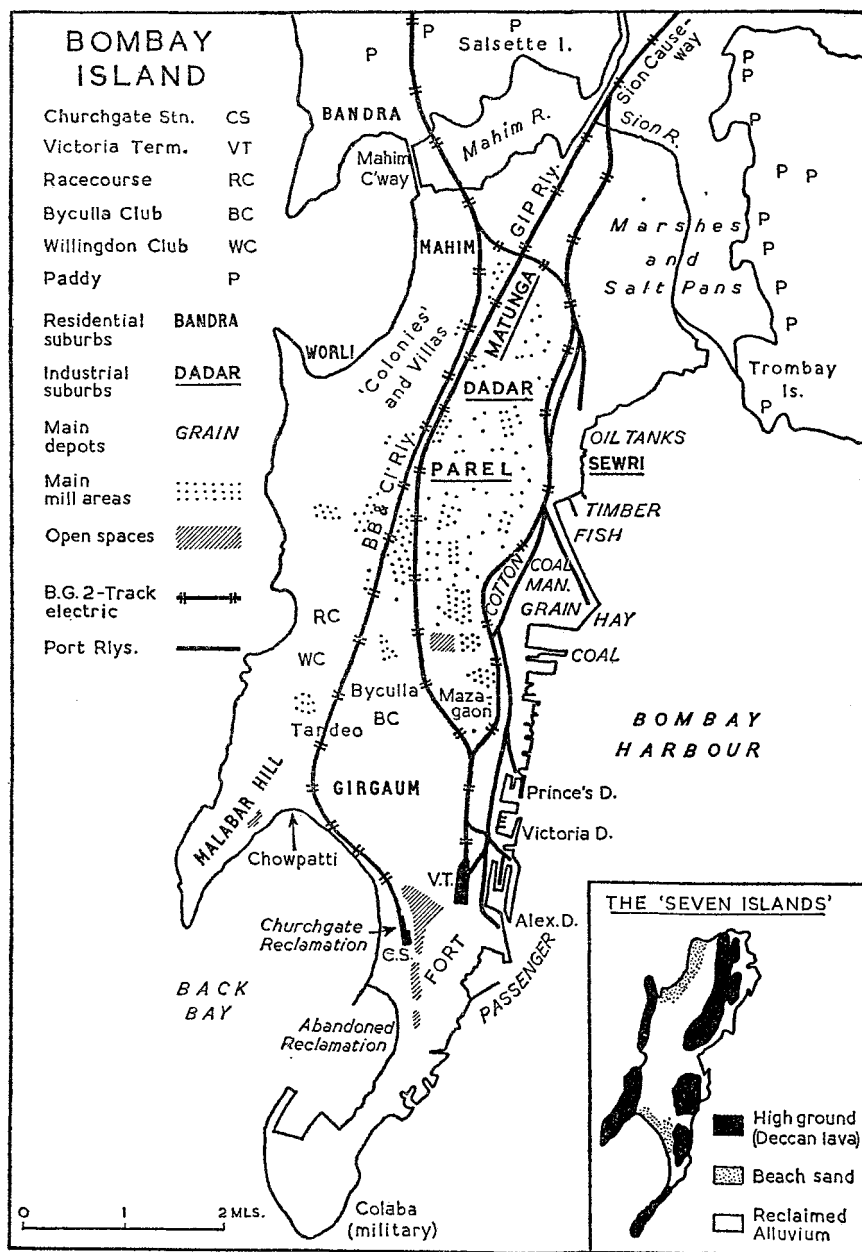 BOMBAY
ISLAND
Churchgate Stn. CS
Victoria Term. VT
Racecourse RC
Byculla Club BC
Willingdon Club WC
Paddy P
Residential
suburbs BANDRA
Industrial
suburbs DADAR
Main
depots GRAIN
Main
mill areas
Open spaces
B.G. 2-Track
electric
Port Rlys.
P
P
P
P
Salsette I.
Sion Cause-
way
BANDRA
Mahim
C'way
Mahim R.
Sion R.
GIP Rly.
P
P
P
P
P
P
P
P
P
P
Marshes
and
Salt Pans
MAHIM
MATUNGA
WORLI
'Colonies'
and Villas
Trombay
Is.
P
DADAR
OIL TANKS
SEWRI
BB & CI Rly.
PAREL
TIMBER
FISH
COTTON
COAL
MAN.
GRAIN
HAY
COAL
RC
WC
Byculla
BC
Maza-
gaon
Tardeo
BOMBAY
HARBOUR
GIRGAUM
MALABAR HILL
Chowpatti
Prince's D.
Victoria D.
V.T.
Alex. D.
Churchgate
Reclamation
C.S.
FORT
PASSENGER
BACK
BAY
Abandoned
Reclamation
Colaba
(military)
0 1 2 MLS.
THE 'SEVEN ISLANDS'
High ground
(Deccan lava)
Beach sand
Reclaimed
Alluvium